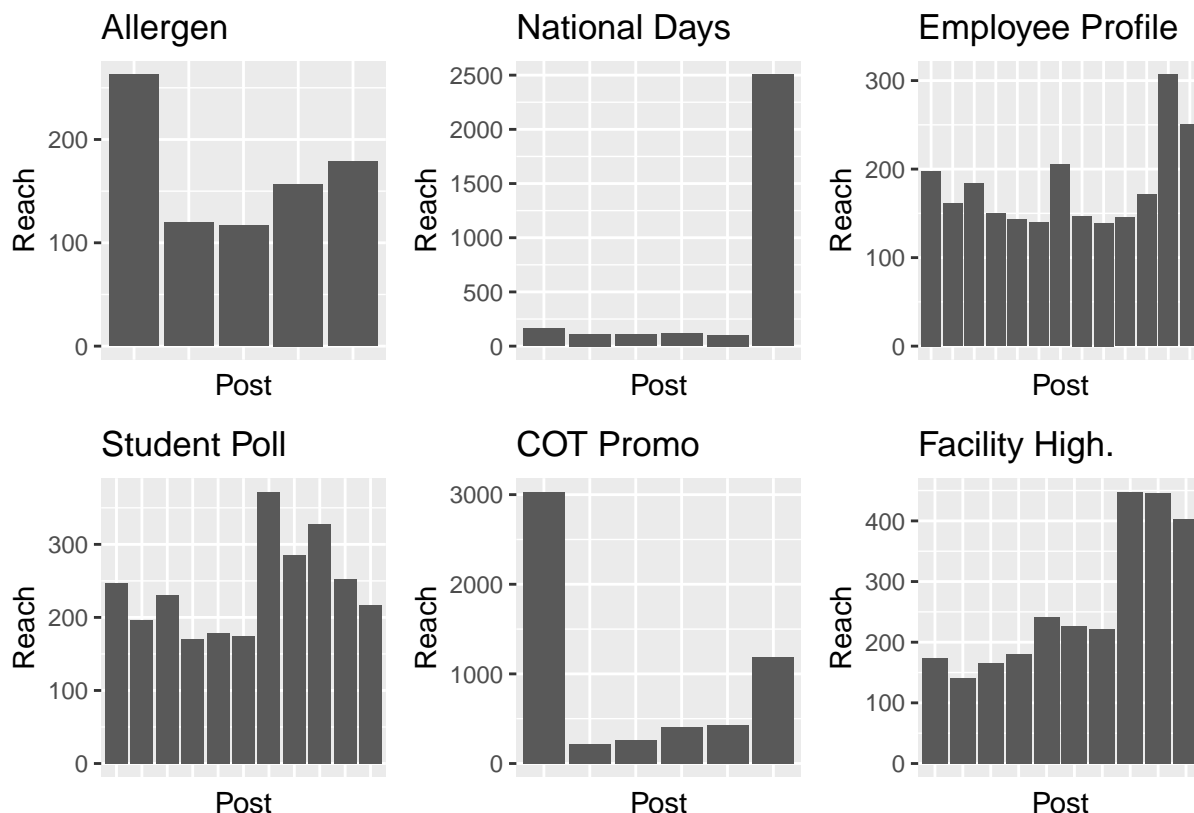 Allergen
National Days
Employee Profile
Reach
200
100
0
Post
Reach
2500
2000
1500
1000
500
0
Post
Reach
300
200
100
0
Post
Student Poll
COT Promo
Facility High.
Reach
300
200
100
0
Post
Reach
3000
2000
1000
0
Post
Reach
400
300
200
100
0
Post